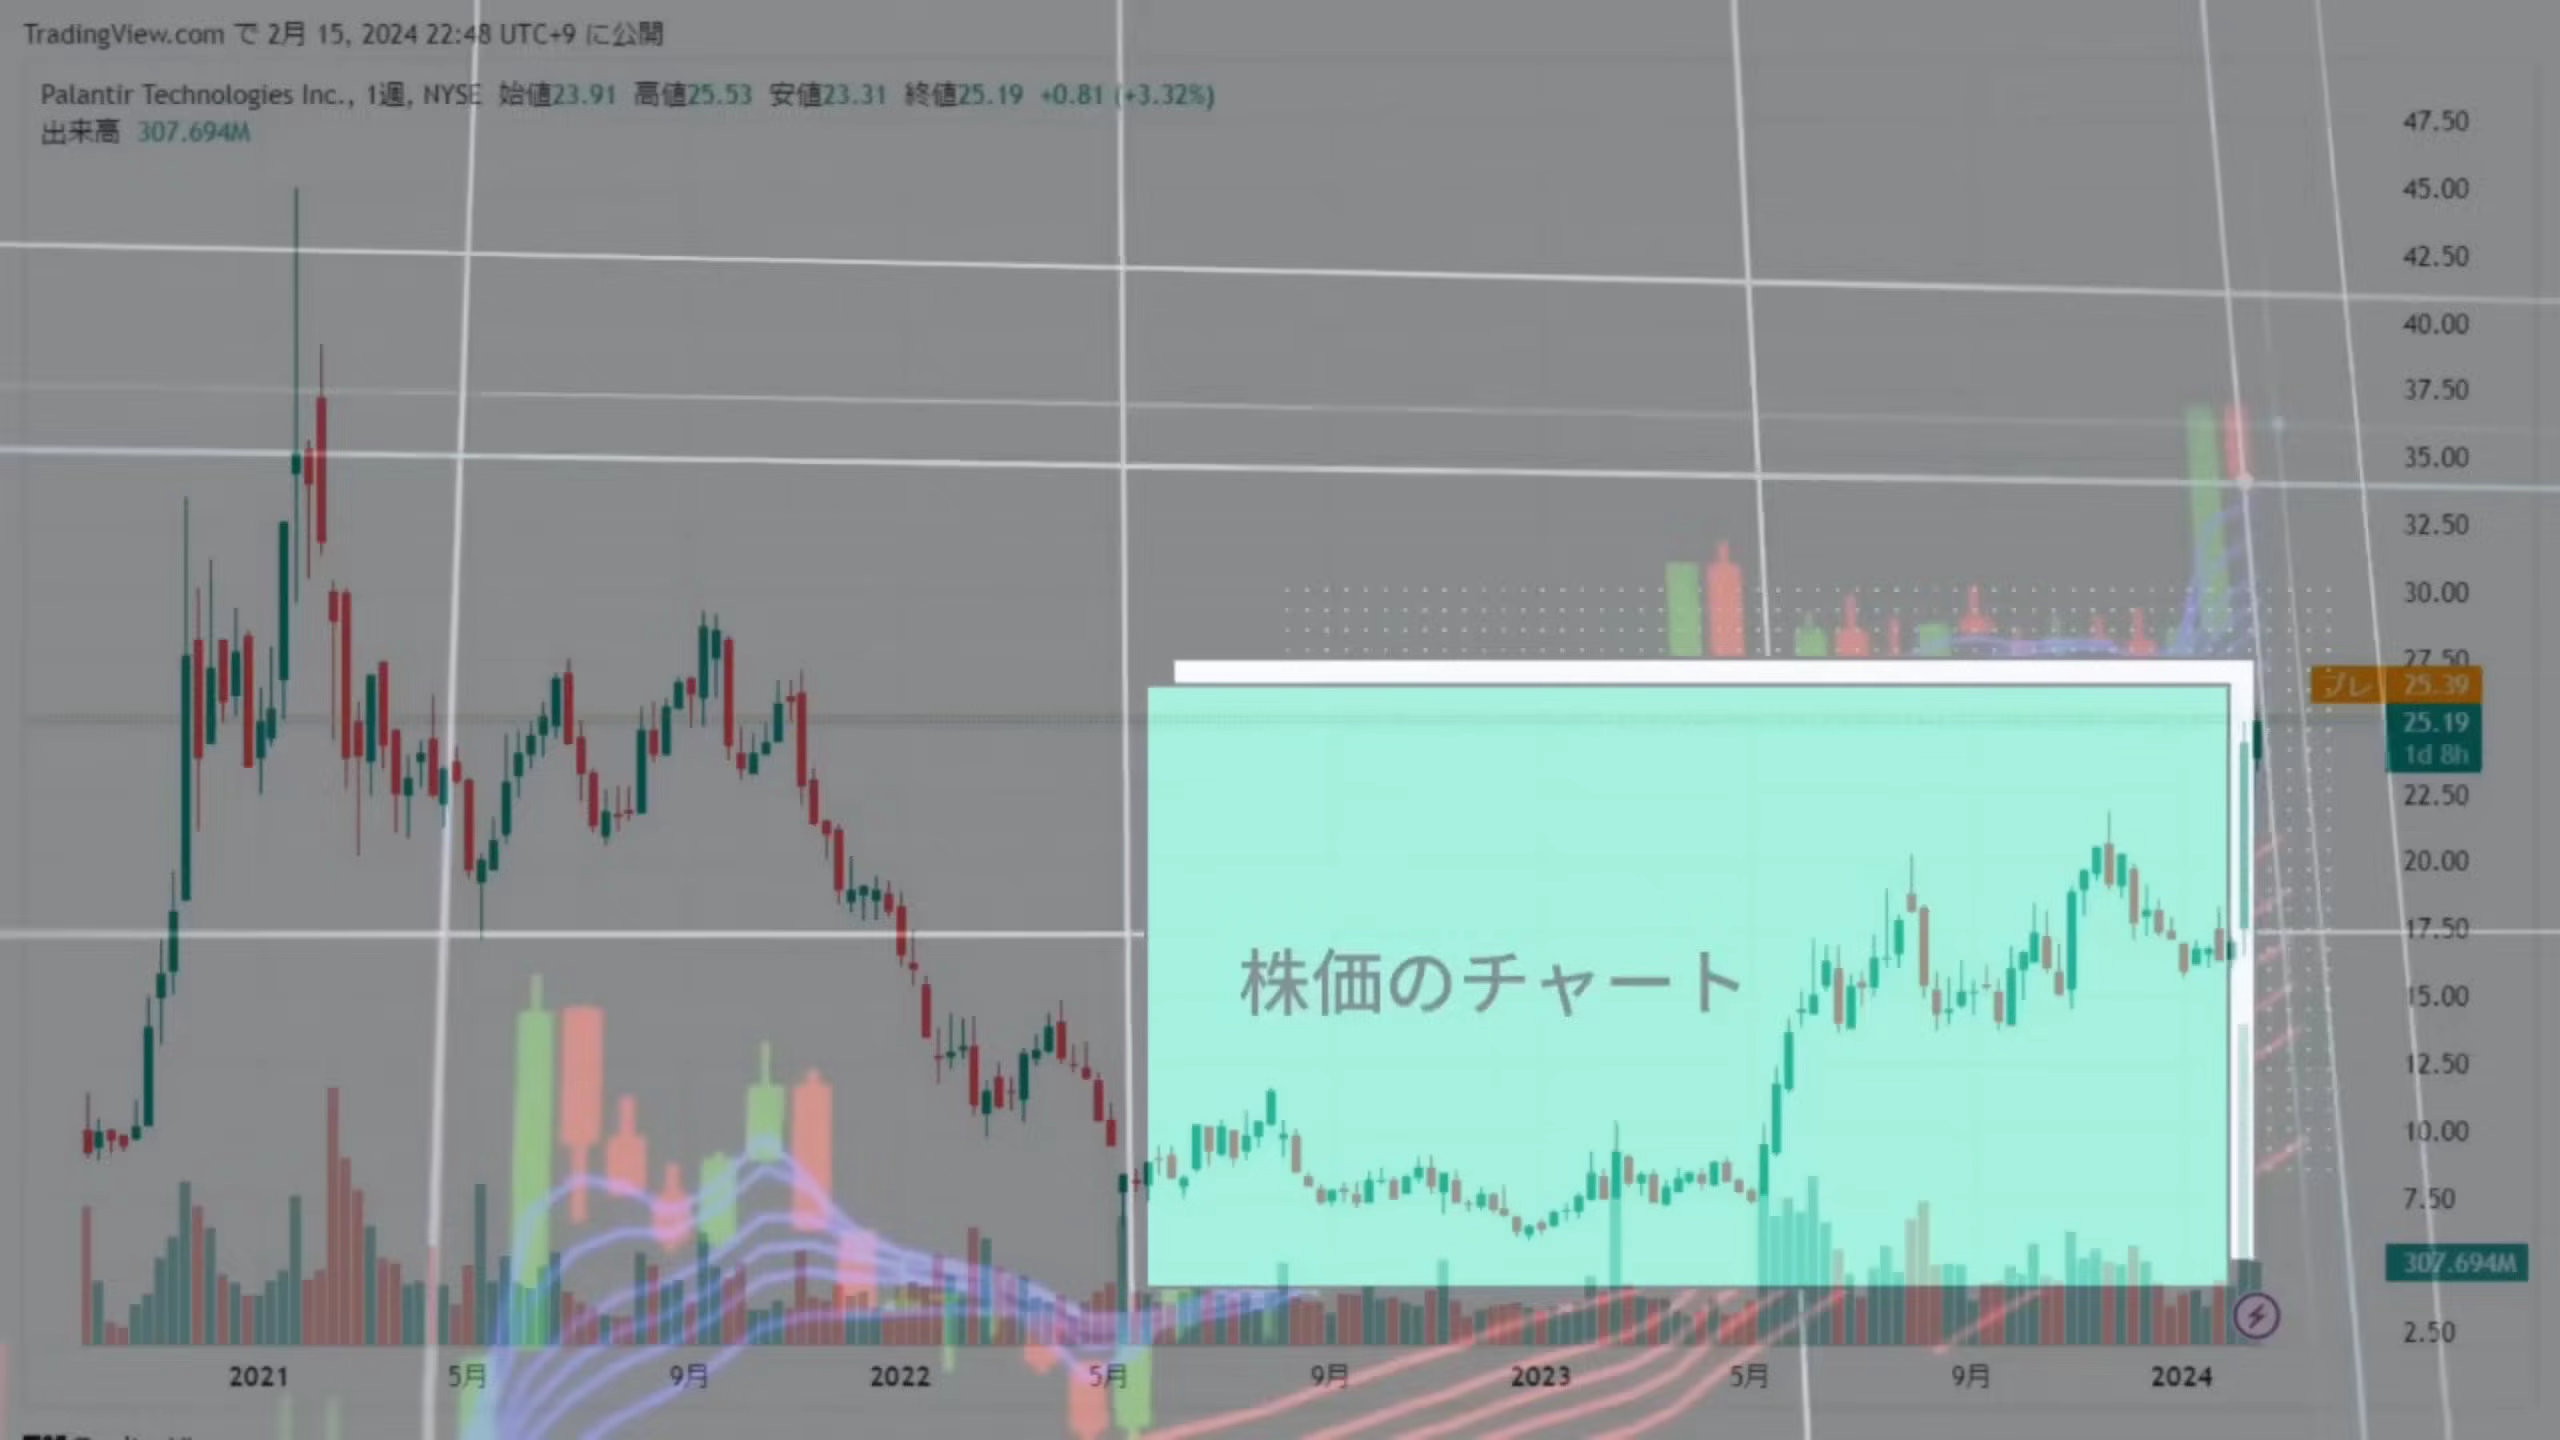 TradingView.com で 2月 15, 2024 22:48 UTC+9 に公開
Palantir Technologies Inc., 1週, NYSE 始値23.91 高値25.53 安値23.31 終値25.19 +0.81 (+3.32%)
出来高 307.694M
47.50
45.00
42.50
40.00
37.50
35.00
32.50
30.00
27.50
プレ 25.39
25.19
1d 8h
22.50
20.00
17.50
株価のチャート
15.00
12.50
10.00
7.50
307.694M
2.50
2021 5月 9月 2022 5月 9月 2023 5月 9月 2024